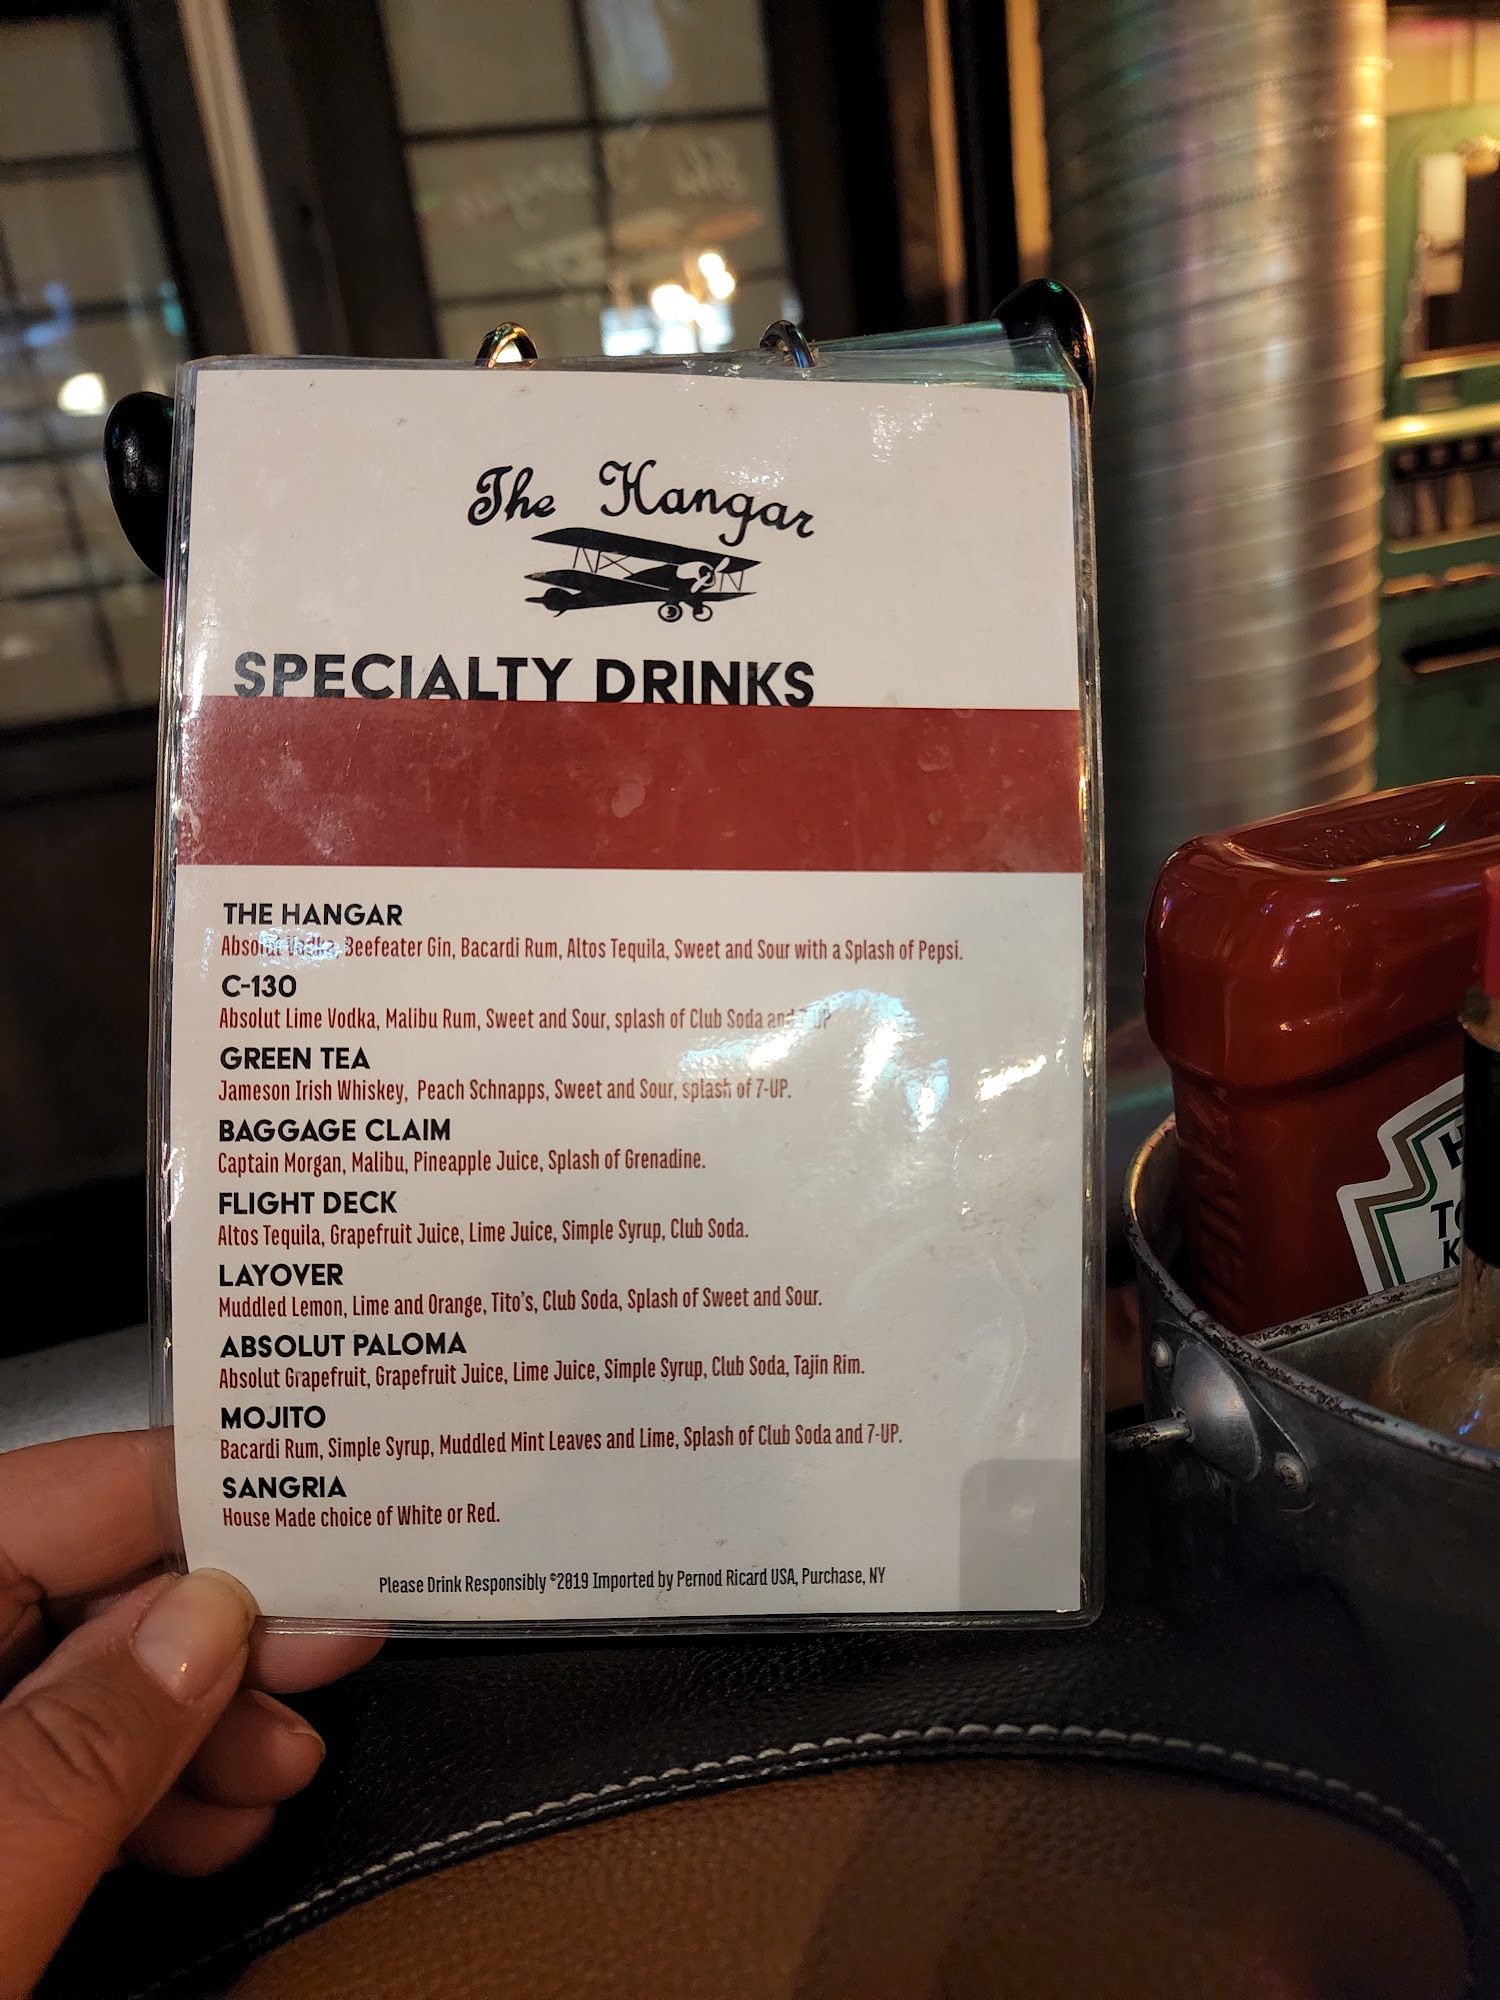 The Hangar
SPECIALTY DRINKS
THE HANGAR
Absolut Vodka, Beefeater Gin, Bacardi Rum, Altos Tequila, Sweet and Sour with a Splash of Pepsi.
C-130
Absolut Lime Vodka, Malibu Rum, Sweet and Sour, splash of Club Soda and 7-UP
GREEN TEA
Jameson Irish Whiskey, Peach Schnapps, Sweet and Sour, splash of 7-UP.
BAGGAGE CLAIM
Captain Morgan, Malibu, Pineapple Juice, Splash of Grenadine.
FLIGHT DECK
Altos Tequila, Grapefruit Juice, Lime Juice, Simple Syrup, Club Soda.
LAYOVER
Muddled Lemon, Lime and Orange, Tito's, Club Soda, Splash of Sweet and Sour.
ABSOLUT PALOMA
Absolut Grapefruit, Grapefruit Juice, Lime Juice, Simple Syrup, Club Soda, Tajín Rim.
MOJITO
Bacardi Rum, Simple Syrup, Muddled Mint Leaves and Lime, Splash of Club Soda and 7-UP.
SANGRIA
House Made choice of White or Red.
Please Drink Responsibly ©2019 Imported by Pernod Ricard USA, Purchase, NY